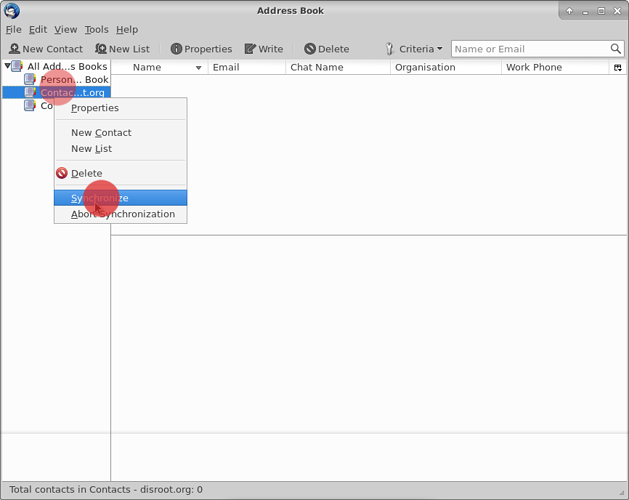 Address Book
File Edit View Tools Help
New Contact New List Properties Write Delete Criteria Name or Email
All Add...s Books Name Email Chat Name Organisation Work Phone
Person... Book
Contac...t.org
Co
Properties
New Contact
New List
Delete
Synchronize
Abort Synchronization
Total contacts in Contacts - disroot.org: 0